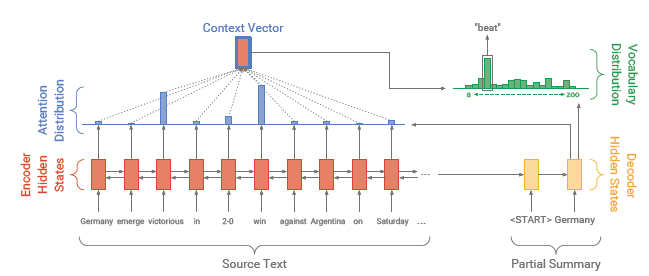 Context Vector
"beat"
Attention
Distribution
a
zoo
Vocabulary
Distribution
Encoder
Hidden
States
...
Decoder
Hidden States
Germany emerge victorious in 2-0 win against Argentina on Saturday ...
<START> Germany
Source Text
Partial Summary